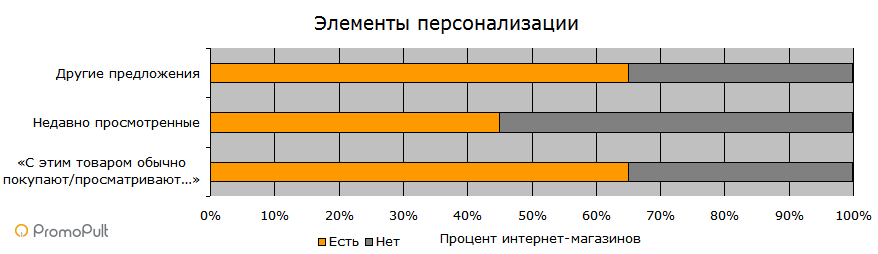 Элементы персонализации
Другие предложения
Недавно просмотренные
«С этим товаром обычно
покупают/просматривают...»
0% 10% 20% 30% 40% 50% 60% 70% 80% 90% 100%
PromoPult
Есть Нет
Процент интернет-магазинов